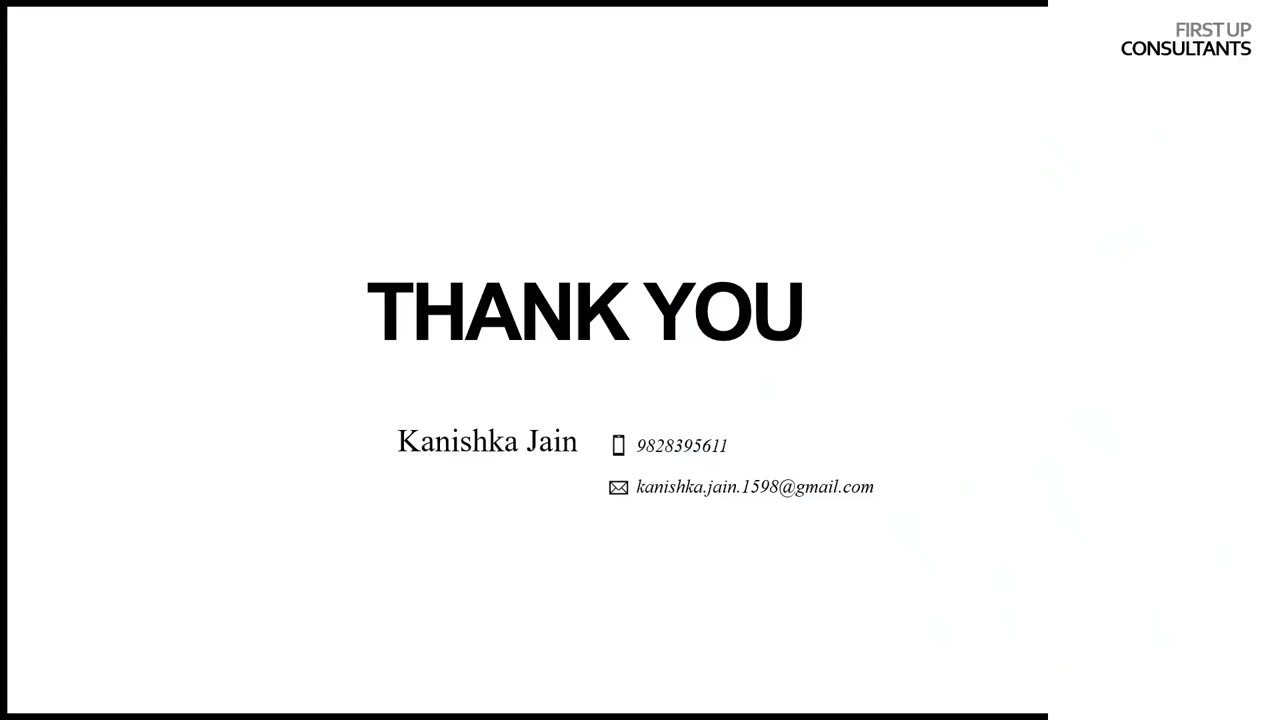 FIRST UP
CONSULTANTS
THANK YOU
Kanishka Jain
9828395611
kanishka.jain.1598@gmail.com